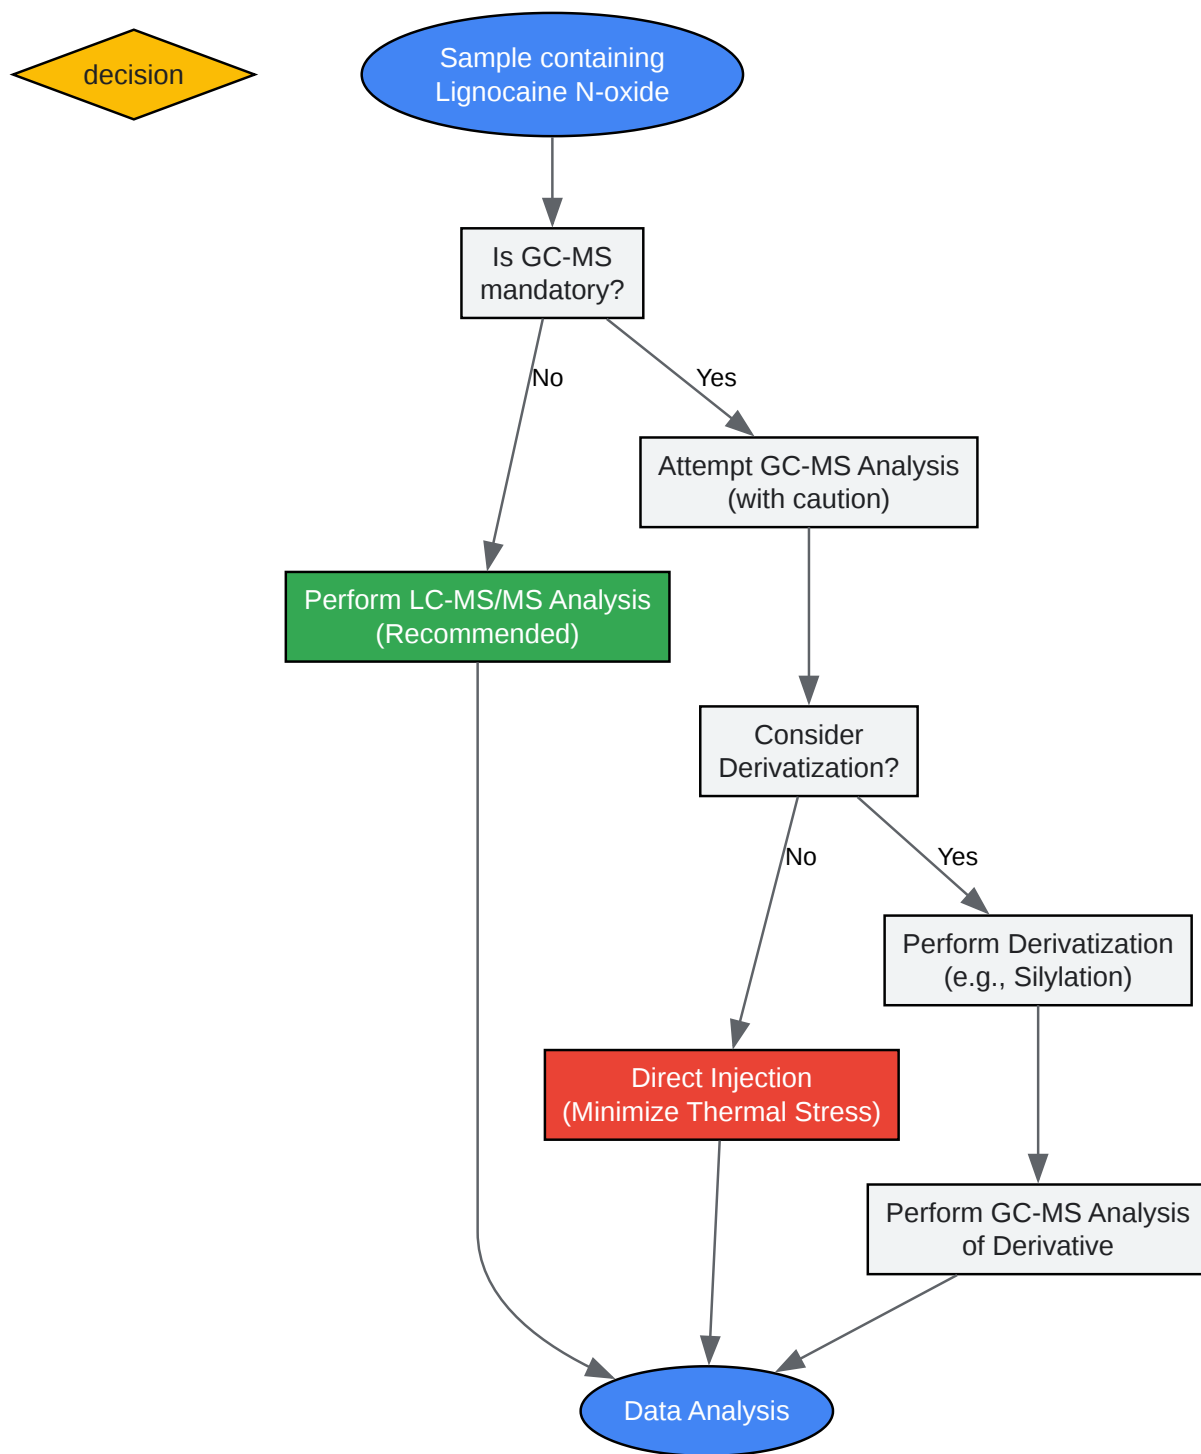 decision
Sample containing
Lignocaine N-oxide
Is GC-MS
mandatory?
No
Yes
Attempt GC-MS Analysis
(with caution)
Perform LC-MS/MS Analysis
(Recommended)
Consider
Derivatization?
No
Yes
Perform Derivatization
(e.g., Silylation)
Direct Injection
(Minimize Thermal Stress)
Perform GC-MS Analysis
of Derivative
Data Analysis